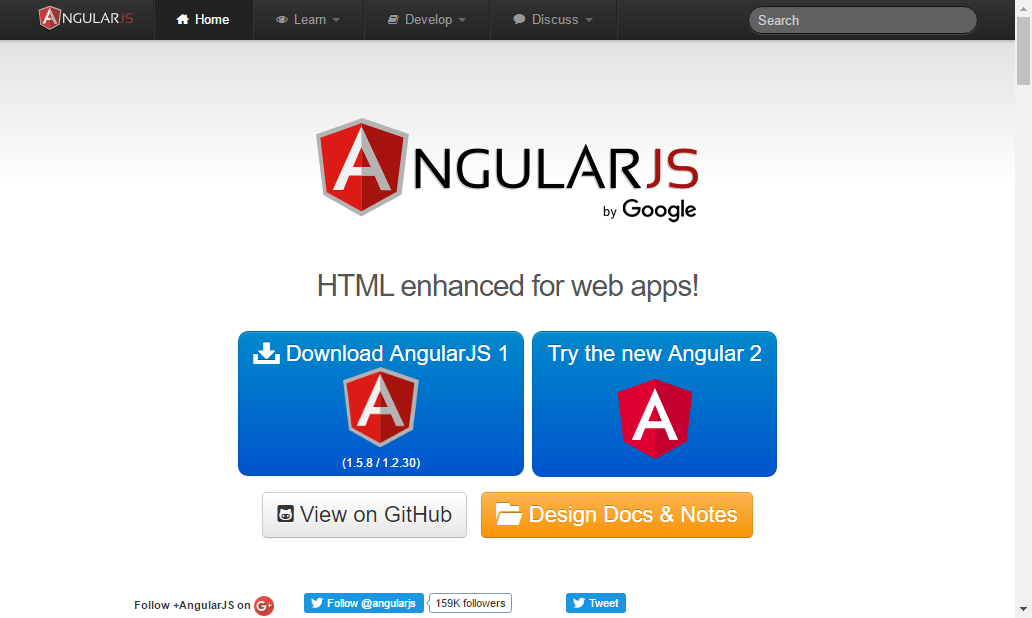 ANGULARJS Home Learn Develop Discuss Search
ANGULARJS
by Google
HTML enhanced for web apps!
Download AngularJS 1 Try the new Angular 2
(1.5.8 / 1.2.30)
View on GitHub Design Docs & Notes
Follow +AngularJS on G+ Follow @angularjs 159K followers Tweet